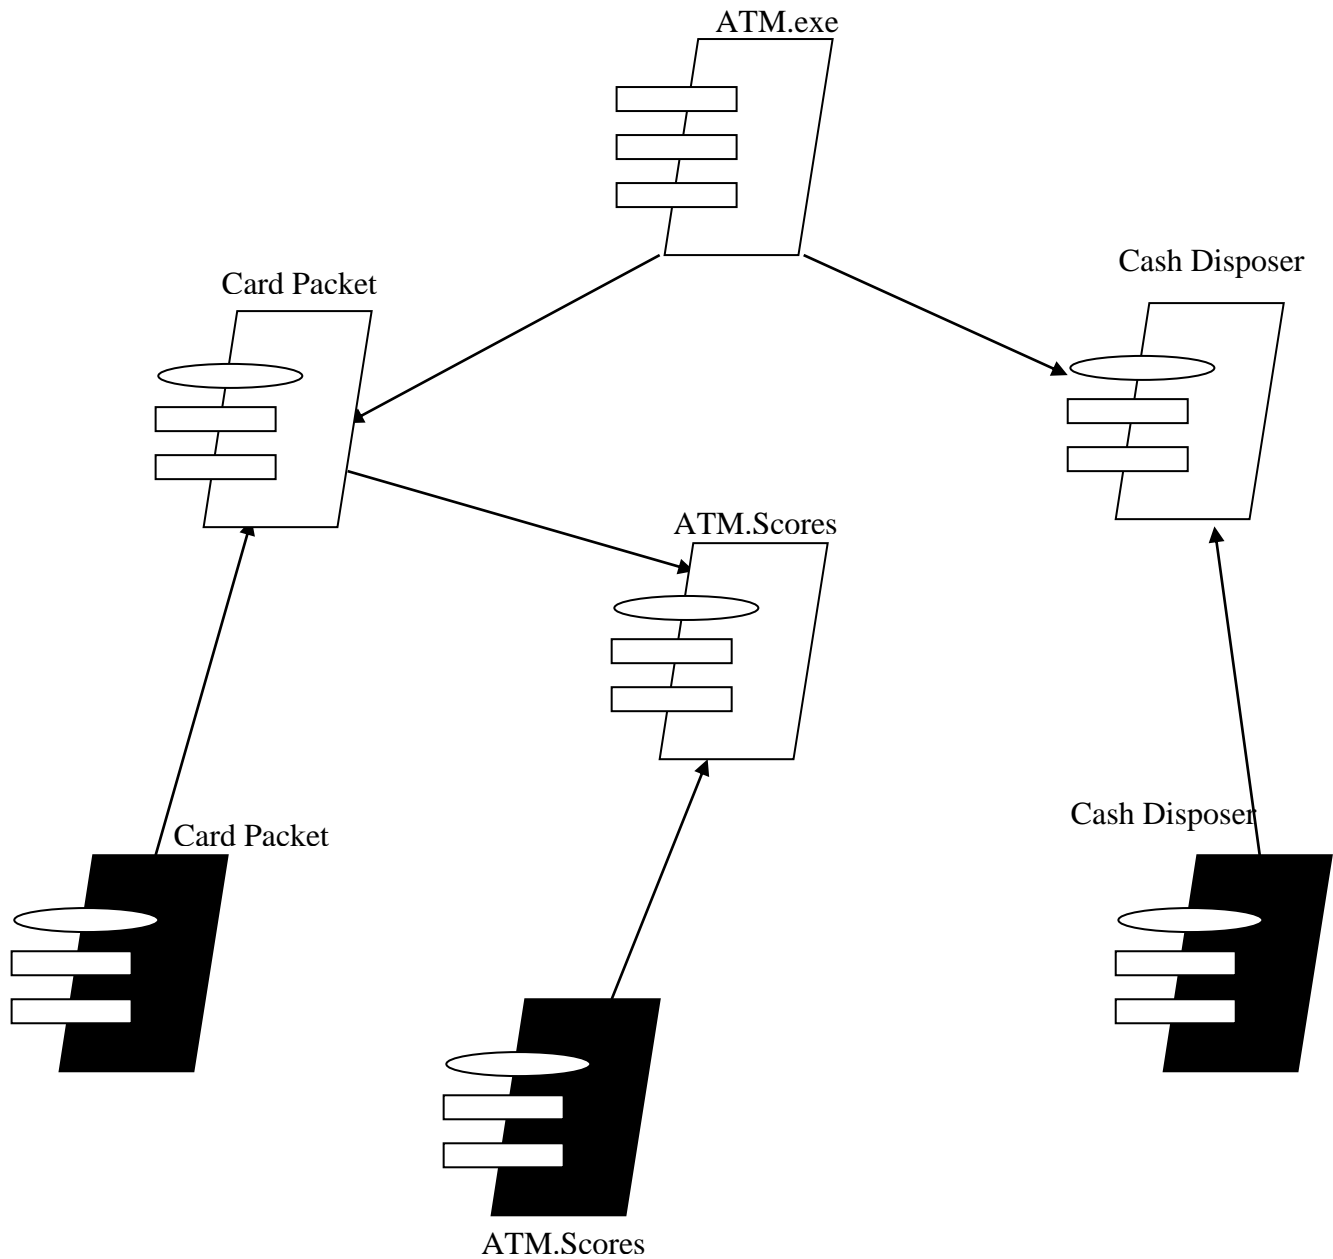 ATM.exe
Cash Disposer
Card Packet
ATM.Scores
Cash Disposer
Card Packet
ATM.Scores